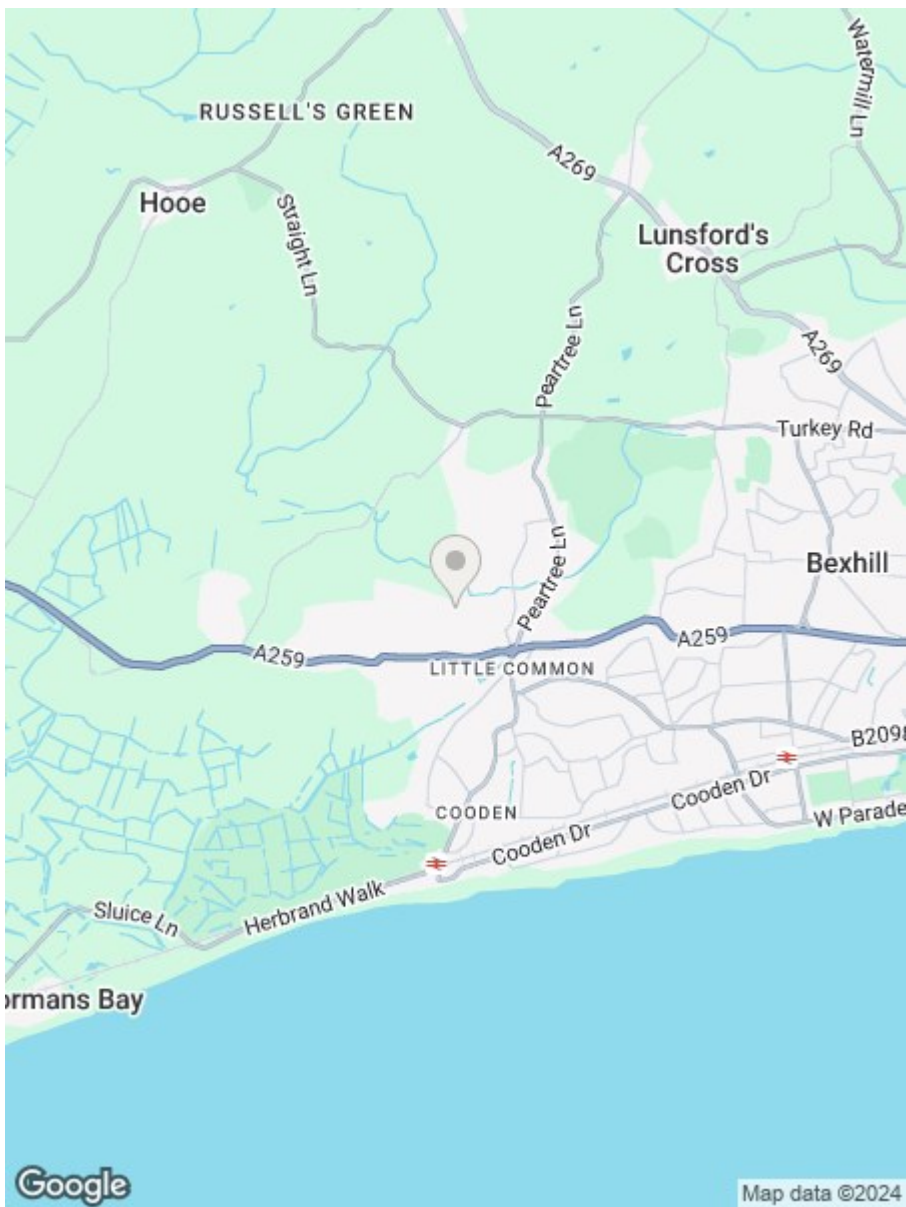 Watermill Ln
RUSSELL'S GREEN
A269
Hooe
Straight Ln
Lunsford's
Cross
Peartree Ln
A269
Turkey Rd
Peartree Ln
Bexhill
A259
A259
LITTLE COMMON
B2098
Cooden Dr
COODEN
W Parade
Cooden Dr
Herbrand Walk
Sluice Ln
ormans Bay
Google
Map data ©2024